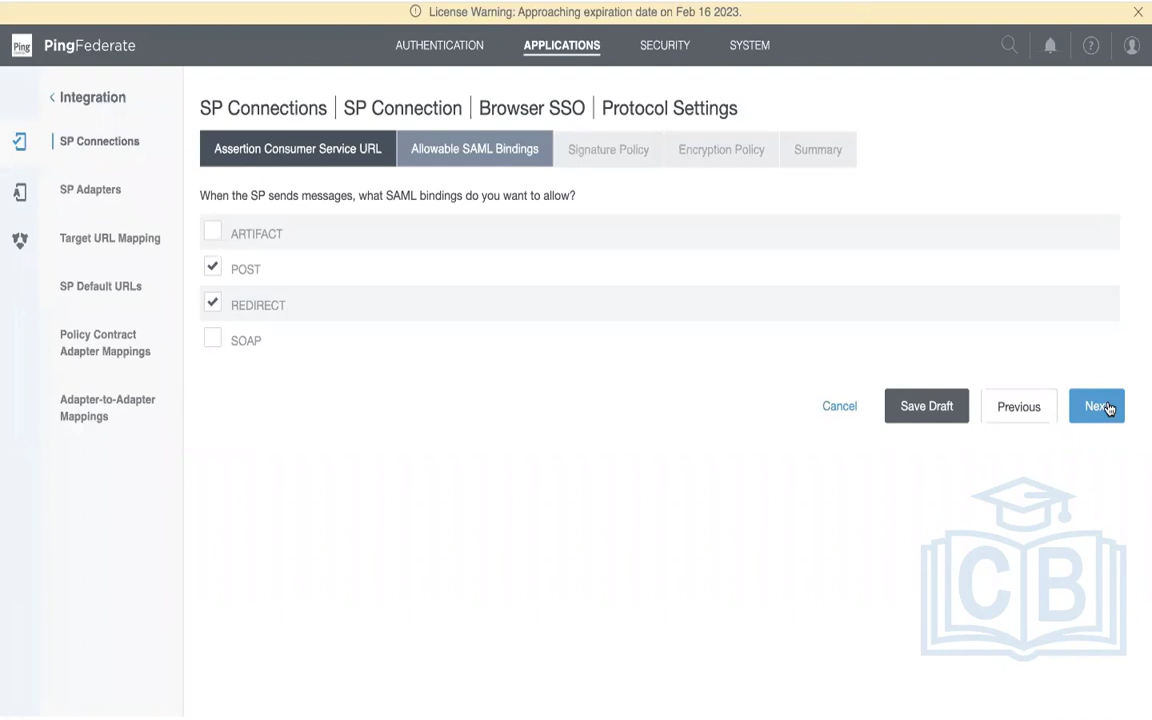 License Warning: Approaching expiration date on Feb 16 2023.
Ping PingFederate
AUTHENTICATION APPLICATIONS SECURITY SYSTEM
Integration
SP Connections
SP Adapters
Target URL Mapping
SP Default URLs
Policy Contract
Adapter Mappings
Adapter-to-Adapter
Mappings
SP Connections | SP Connection | Browser SSO | Protocol Settings
Assertion Consumer Service URL Allowable SAML Bindings Signature Policy Encryption Policy Summary
When the SP sends messages, what SAML bindings do you want to allow?
ARTIFACT
POST
REDIRECT
SOAP
Cancel Save Draft Previous Next
CB